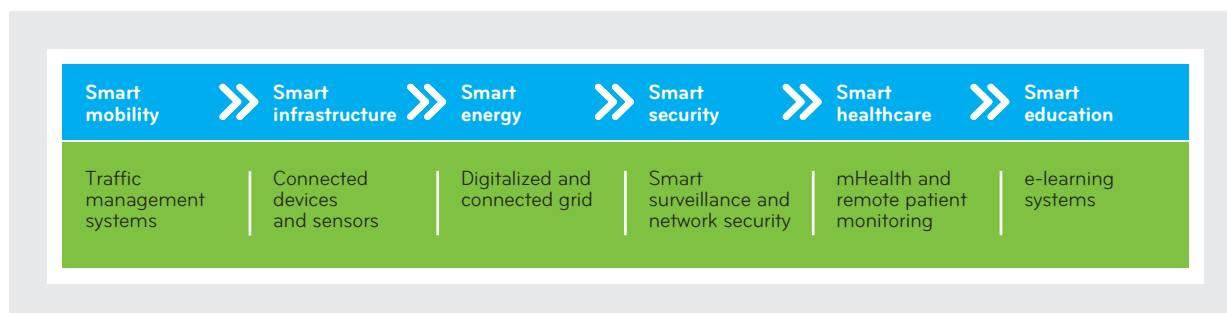 Smart
mobility
Smart
infrastructure
Smart
energy
Smart
security
Smart
healthcare
Smart
education
Traffic
management
systems
Connected
devices
and sensors
Digitalized and
connected grid
Smart
surveillance and
network security
mHealth and
remote patient
monitoring
e-learning
systems